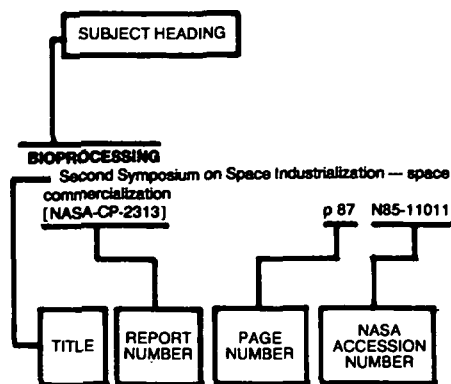 SUBJECT HEADING
BIOPROCESSING
Second Symposium on Space Industrialization — space
commercialization
[NASA-CP-2313] p 87 N85-11011
TITLE
REPORT
NUMBER
PAGE
NUMBER
NASA
ACCESSION
NUMBER